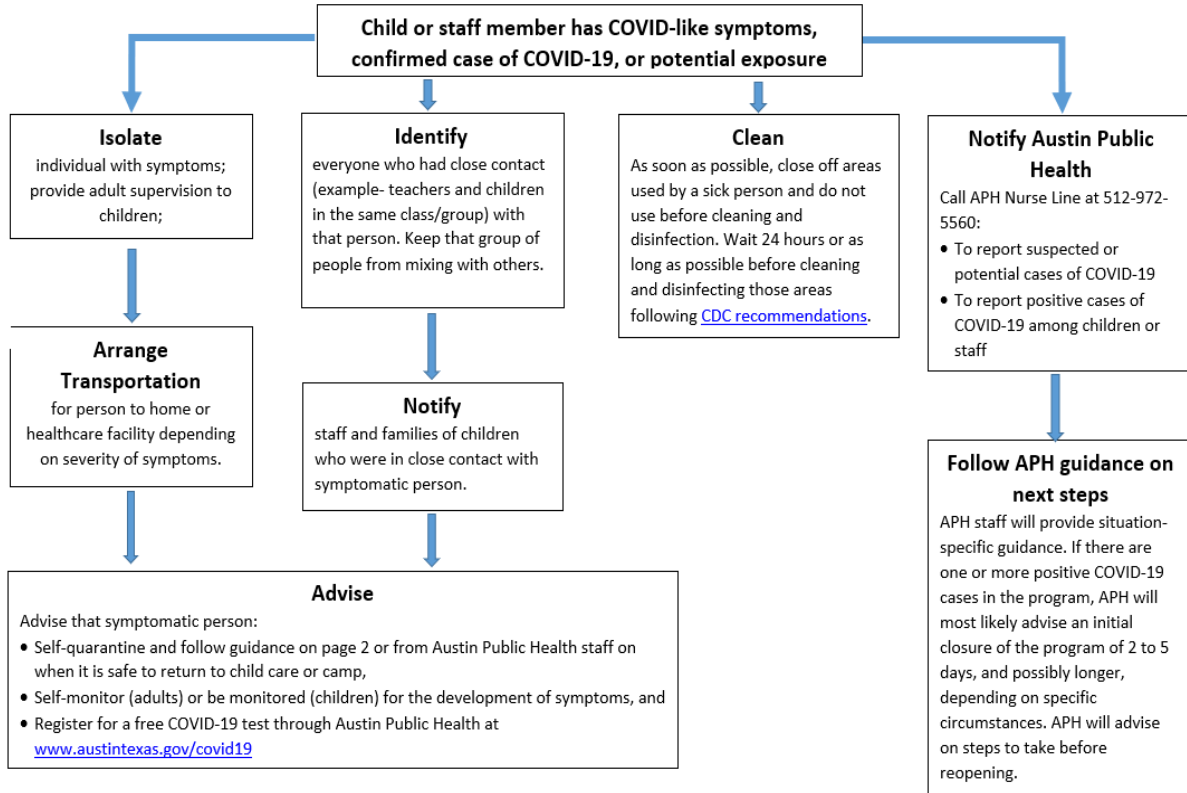 Child or staff member has COVID-like symptoms,
confirmed case of COVID-19, or potential exposure
Isolate
individual with symptoms;
provide adult supervision to
children;
Arrange
Transportation
for person to home or
healthcare facility depending
on severity of symptoms.
Identify
everyone who had close contact
(example- teachers and children
in the same class/group) with
that person. Keep that group of
people from mixing with others.
Notify
staff and families of children
who were in close contact with
symptomatic person.
Advise
Advise that symptomatic person:
• Self-quarantine and follow guidance on page 2 or from Austin Public Health staff on
when it is safe to return to child care or camp,
• Self-monitor (adults) or be monitored (children) for the development of symptoms, and
• Register for a free COVID-19 test through Austin Public Health at
www.austintexas.gov/covid19
Clean
As soon as possible, close off areas
used by a sick person and do not
use before cleaning and
disinfection. Wait 24 hours or as
long as possible before cleaning
and disinfecting those areas
following CDC recommendations.
Notify Austin Public
Health
Call APH Nurse Line at 512-972-
5560:
• To report suspected or
potential cases of COVID-19
• To report positive cases of
COVID-19 among children or
staff
Follow APH guidance on
next steps
APH staff will provide situation-
specific guidance. If there are
one or more positive COVID-19
cases in the program, APH will
most likely advise an initial
closure of the program of 2 to 5
days, and possibly longer,
depending on specific
circumstances. APH will advise
on steps to take before
reopening.